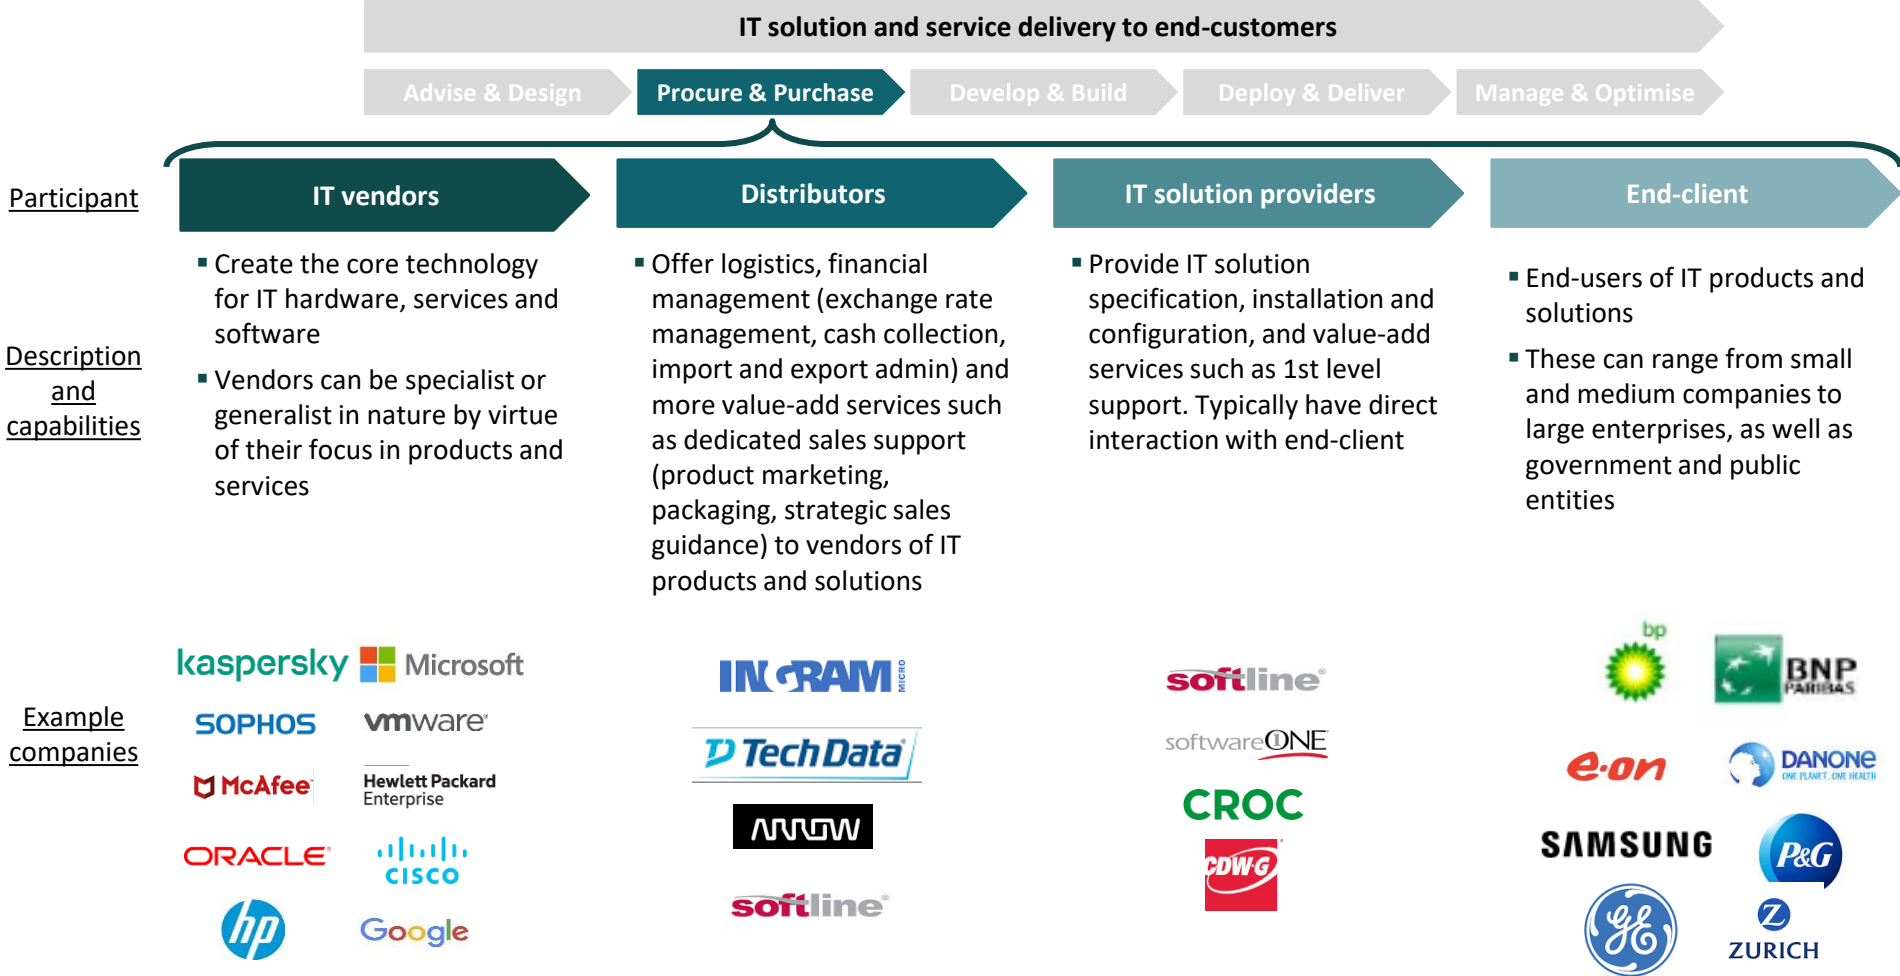 IT solution and service delivery to end-customers
Advise & Design
Procure & Purchase
Develop & Build
Deploy & Deliver
Manage & Optimise
Participant
IT vendors
Distributors
IT solution providers
End-client
Description
and
capabilities
▪ Create the core technology
for IT hardware, services and
software
▪ Vendors can be specialist or
generalist in nature by virtue
of their focus in products and
services
▪ Offer logistics, financial
management (exchange rate
management, cash collection,
import and export admin) and
more value-add services such
as dedicated sales support
(product marketing,
packaging, strategic sales
guidance) to vendors of IT
products and solutions
▪ Provide IT solution
specification, installation and
configuration, and value-add
services such as 1st level
support. Typically have direct
interaction with end-client
▪ End-users of IT products and
solutions
▪ These can range from small
and medium companies to
large enterprises, as well as
government and public
entities
Example
companies
kaspersky
Microsoft
SOPHOS
vmware
McAfee
Hewlett Packard
Enterprise
ORACLE
CISCO
hp
Google
INGRAM MICRO
Tech Data
ARROW
softline®
softline®
softwareONE
CROC
CDW·G
bp
BNP
PARIBAS
e·on
DANONE
ONE PLANET. ONE HEALTH
SAMSUNG
P&G
GE
Z
ZURICH